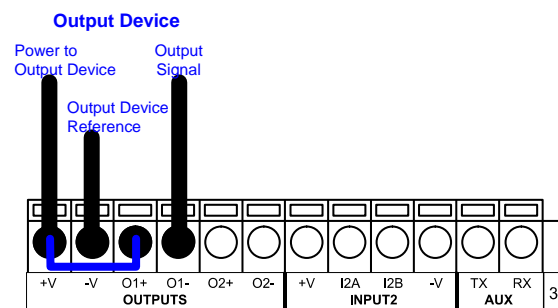 Output Device
Power to
Output Device
Output
Signal
Output Device
Reference
+V -V O1+ O1- O2+ O2- +V I2A I2B -V TX RX
OUTPUTS INPUT2 AUX
3